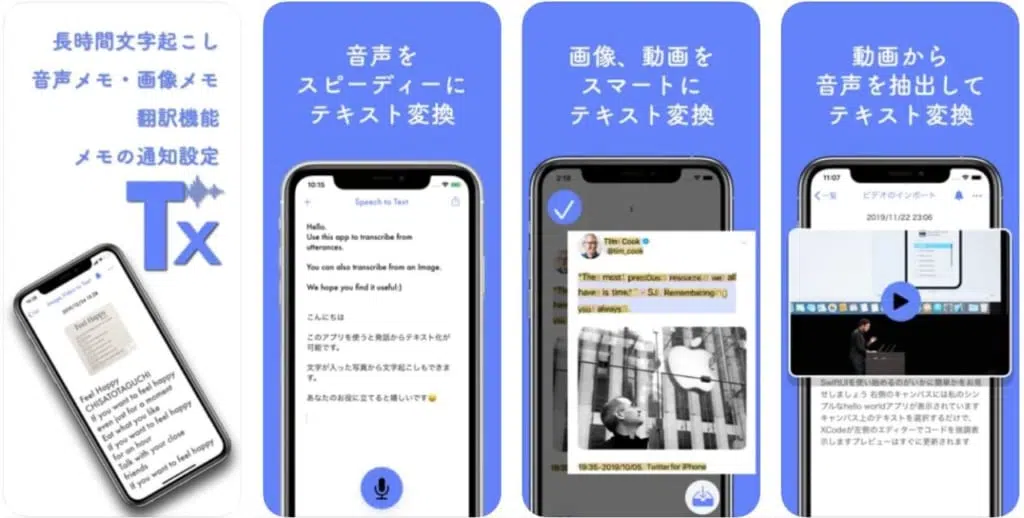 長時間文字起こし
音声メモ・画像メモ
翻訳機能
メモの通知設定
Tx
Feel Happy
Feel Happy
CHISATOTAGUCHI
If you want to feel happy
even just for a moment
Eat what you like
If you want to feel happy
for an hour
Talk with your close
friends
If you want to feel happy
音声を
スピーディーに
テキスト変換
10:15
Speech to Text
Hello.
Use this app to transcribe from
utterances.
You can also transcribe from an Image.
We hope you find it useful:)
こんにちは
このアプリを使うと発話からテキスト化が
可能です。
文字が入った写真から文字起こしもできま
す。
あなたのお役に立てると嬉しいです😄
画像、動画を
スマートに
テキスト変換
2:18
Tim Cook
@tim_cook
"The most precious resource we all
have is time." - SJ. Remembering
you always.
19:35-2019/10/05. Twitter for iPhone
動画から
音声を抽出して
テキスト変換
11:07
一覧
ビデオのインポート
2019/11/22 23:06
SwiftUIを使い始めるのがいかに簡単かをお見
せしましょう 右側のキャンバスには私のシン
プルなhello worldアプリが表示されています
キャンバス上のテキストを選択するだけで、
XCodeが左側のエディターでコードを強調表
示しますプレビューはすぐに更新されます